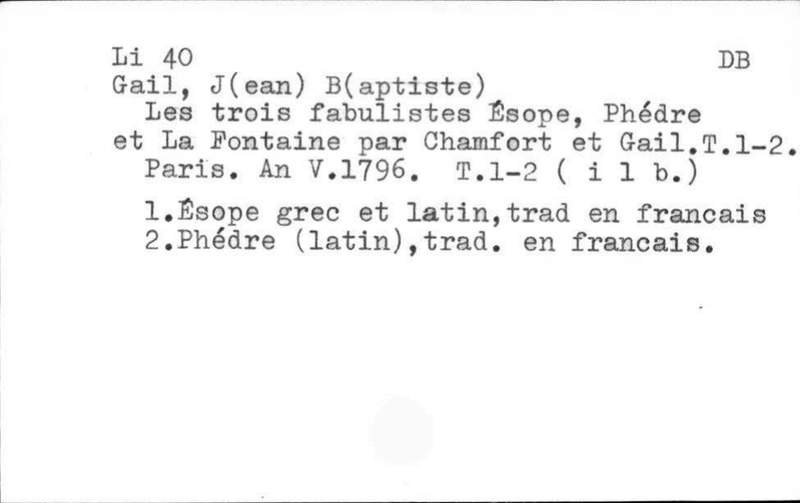 Li 40 DB
Gail, J(ean) B(aptiste)
Les trois fabulistes Ésope, Phédre
et La Fontaine par Chamfort et Gail.T.1-2.
Paris. An V.1796. T.1-2 ( i l b.)
1.Ésope grec et latin,trad en francais
2.Phédre (latin),trad. en francais.